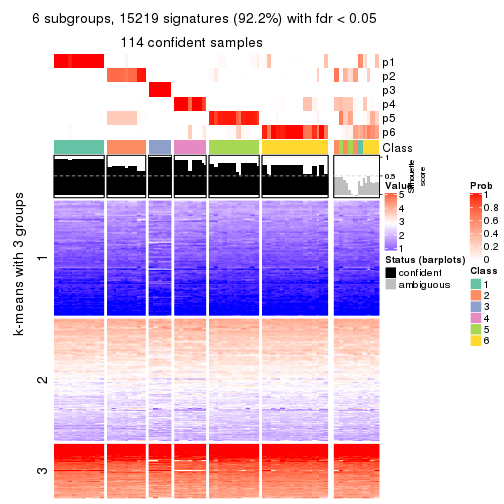 6 subgroups, 15219 signatures (92.2%) with fdr < 0.05
114 confident samples
p1
p2
p3
p4
p5
p6
Class
1
0.5
0
Silhouette
score
k-means with 3 groups
1
2
3
Value
5
4
3
2
1
Status (barplots)
confident
ambiguous
Prob
1
0.8
0.6
0.4
0.2
0
Class
1
2
3
4
5
6